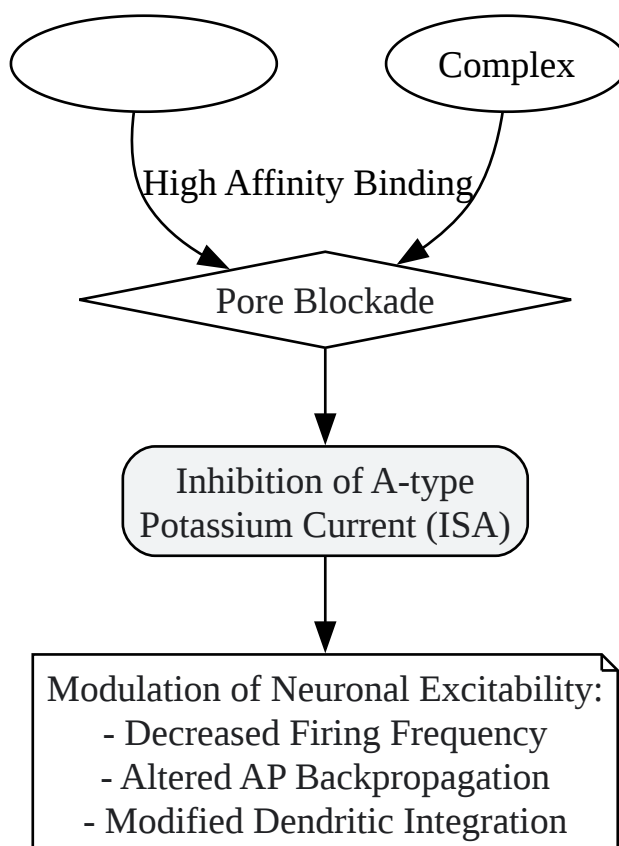 Complex
High Affinity Binding
Pore Blockade
Inhibition of A-type
Potassium Current (ISA)
Modulation of Neuronal Excitability:
- Decreased Firing Frequency
- Altered AP Backpropagation
- Modified Dendritic Integration